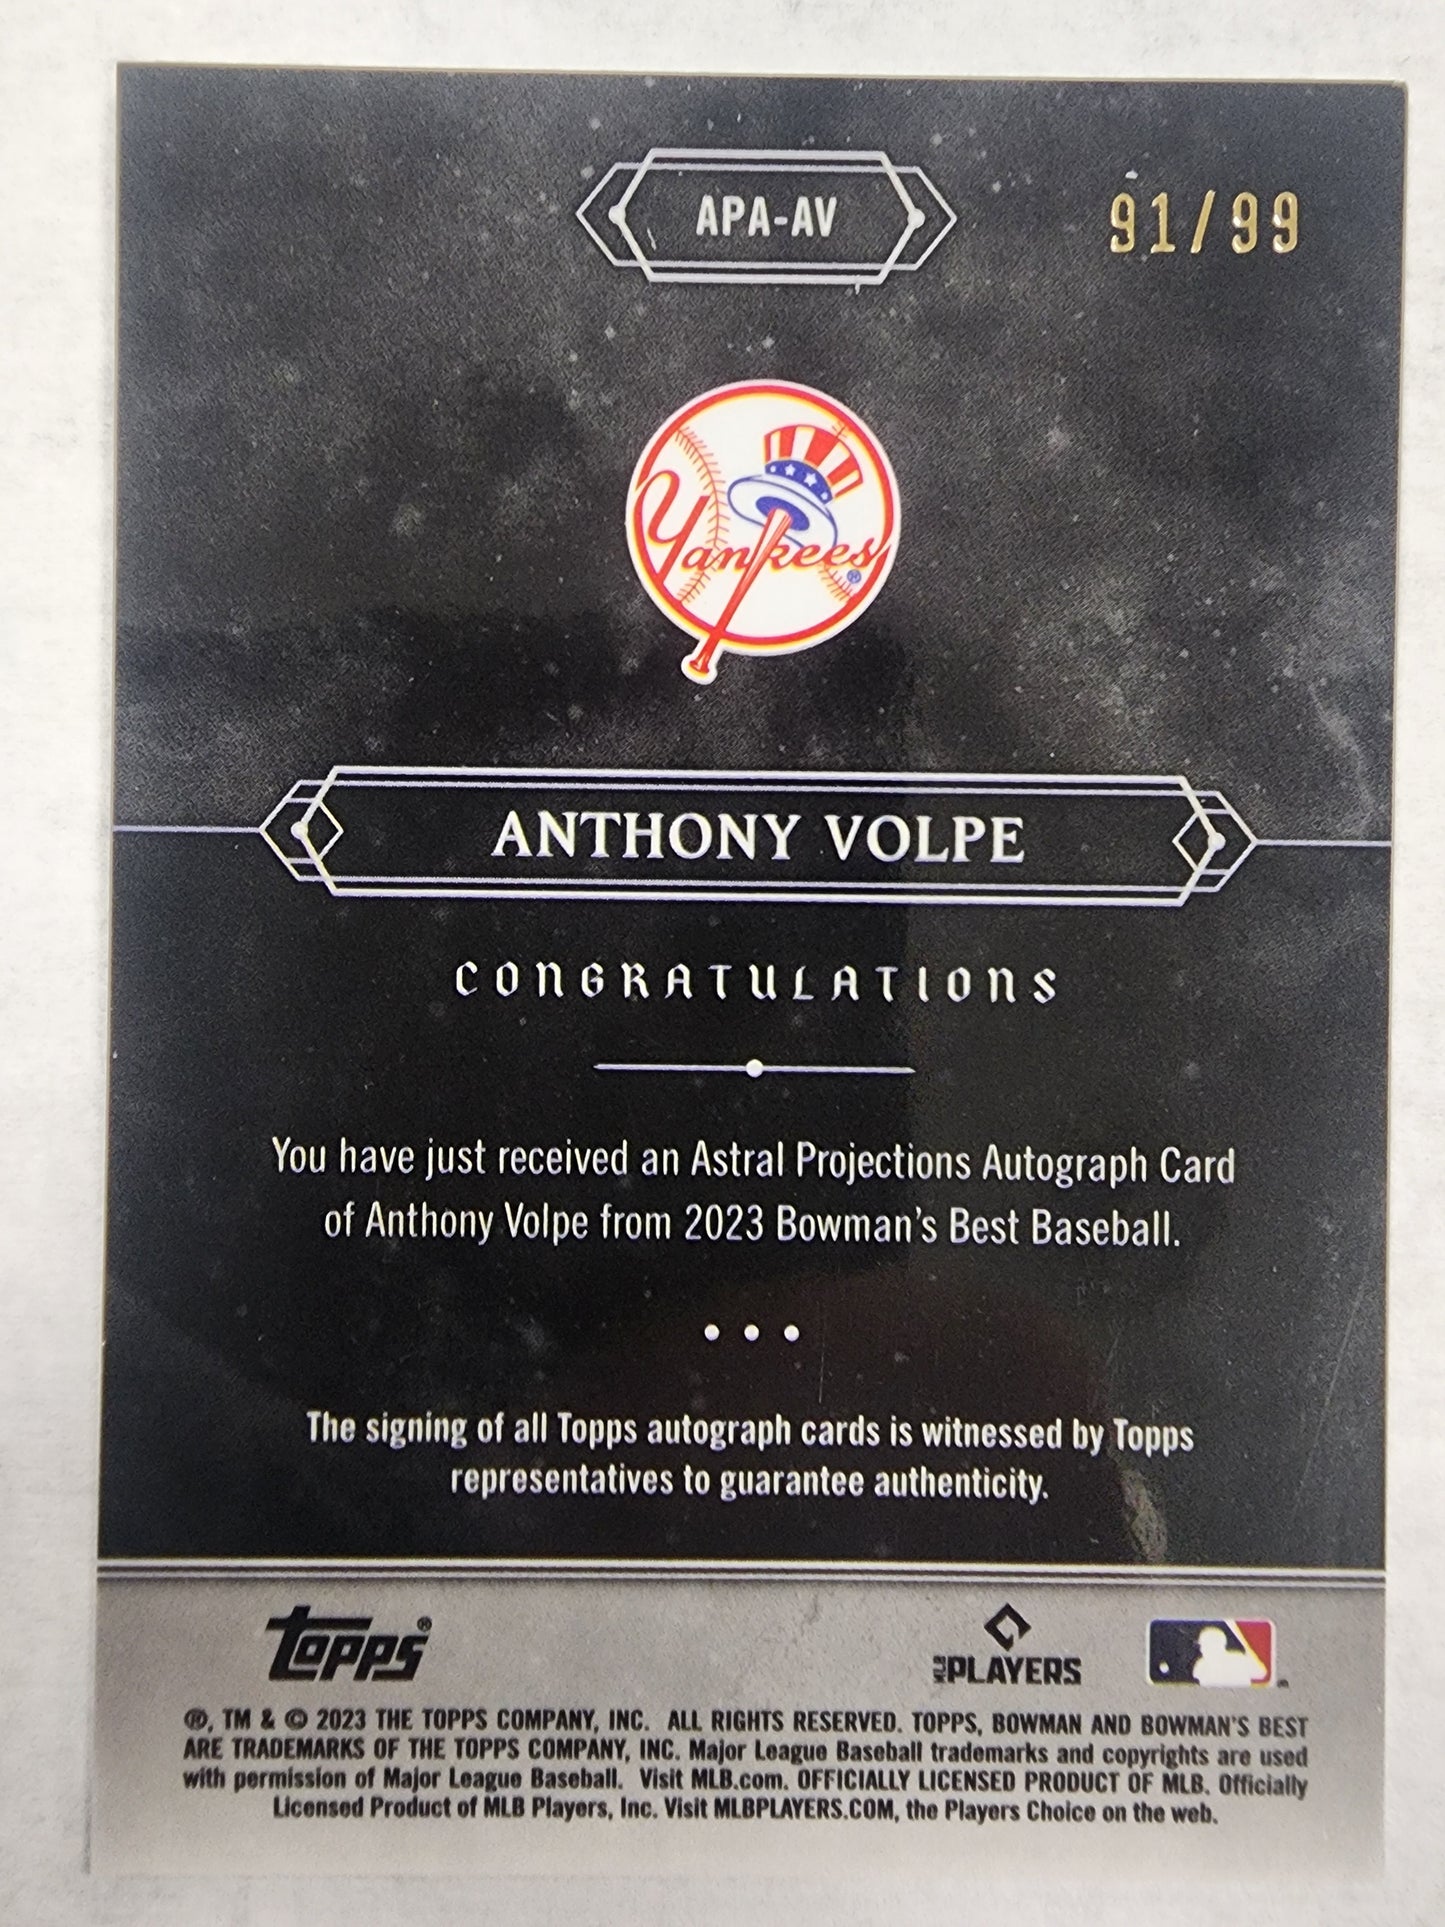 APA-AV
91/99
Yankees®
ANTHONY VOLPE
CONGRATULATIONS
You have just received an Astral Projections Autograph Card
of Anthony Volpe from 2023 Bowman's Best Baseball.
The signing of all Topps autograph cards is witnessed by Topps
representatives to guarantee authenticity.
topps®
MLB PLAYERS
®, TM & © 2023 THE TOPPS COMPANY, INC. ALL RIGHTS RESERVED. TOPPS, BOWMAN AND BOWMAN'S BEST
ARE TRADEMARKS OF THE TOPPS COMPANY, INC. Major League Baseball trademarks and copyrights are used
with permission of Major League Baseball. Visit MLB.com. OFFICIALLY LICENSED PRODUCT OF MLB. Officially
Licensed Product of MLB Players, Inc. Visit MLBPLAYERS.COM, the Players Choice on the web.